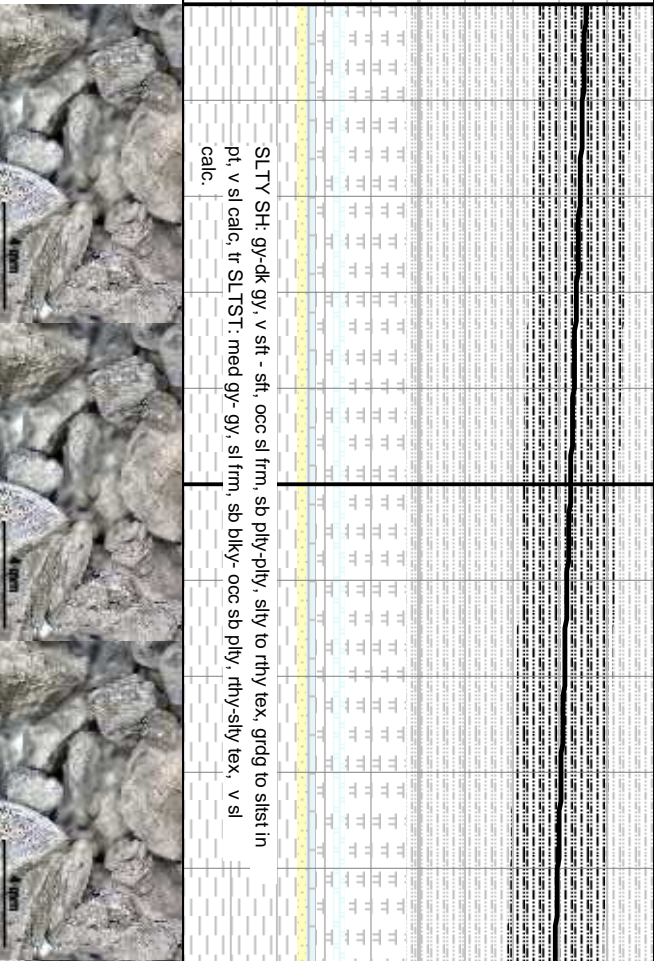 SLTY SH: gy-dk gy, v sft - sft, occ sl frm, sb plty-plty, slty to rthy tex, grdg to sltst in
pt, v sl calc, tr SLTST: med gy- gy, sl frm, sb blky- occ sb plty, rthy-slty tex, v sl
calc.
4 mm
4 mm
4 mm